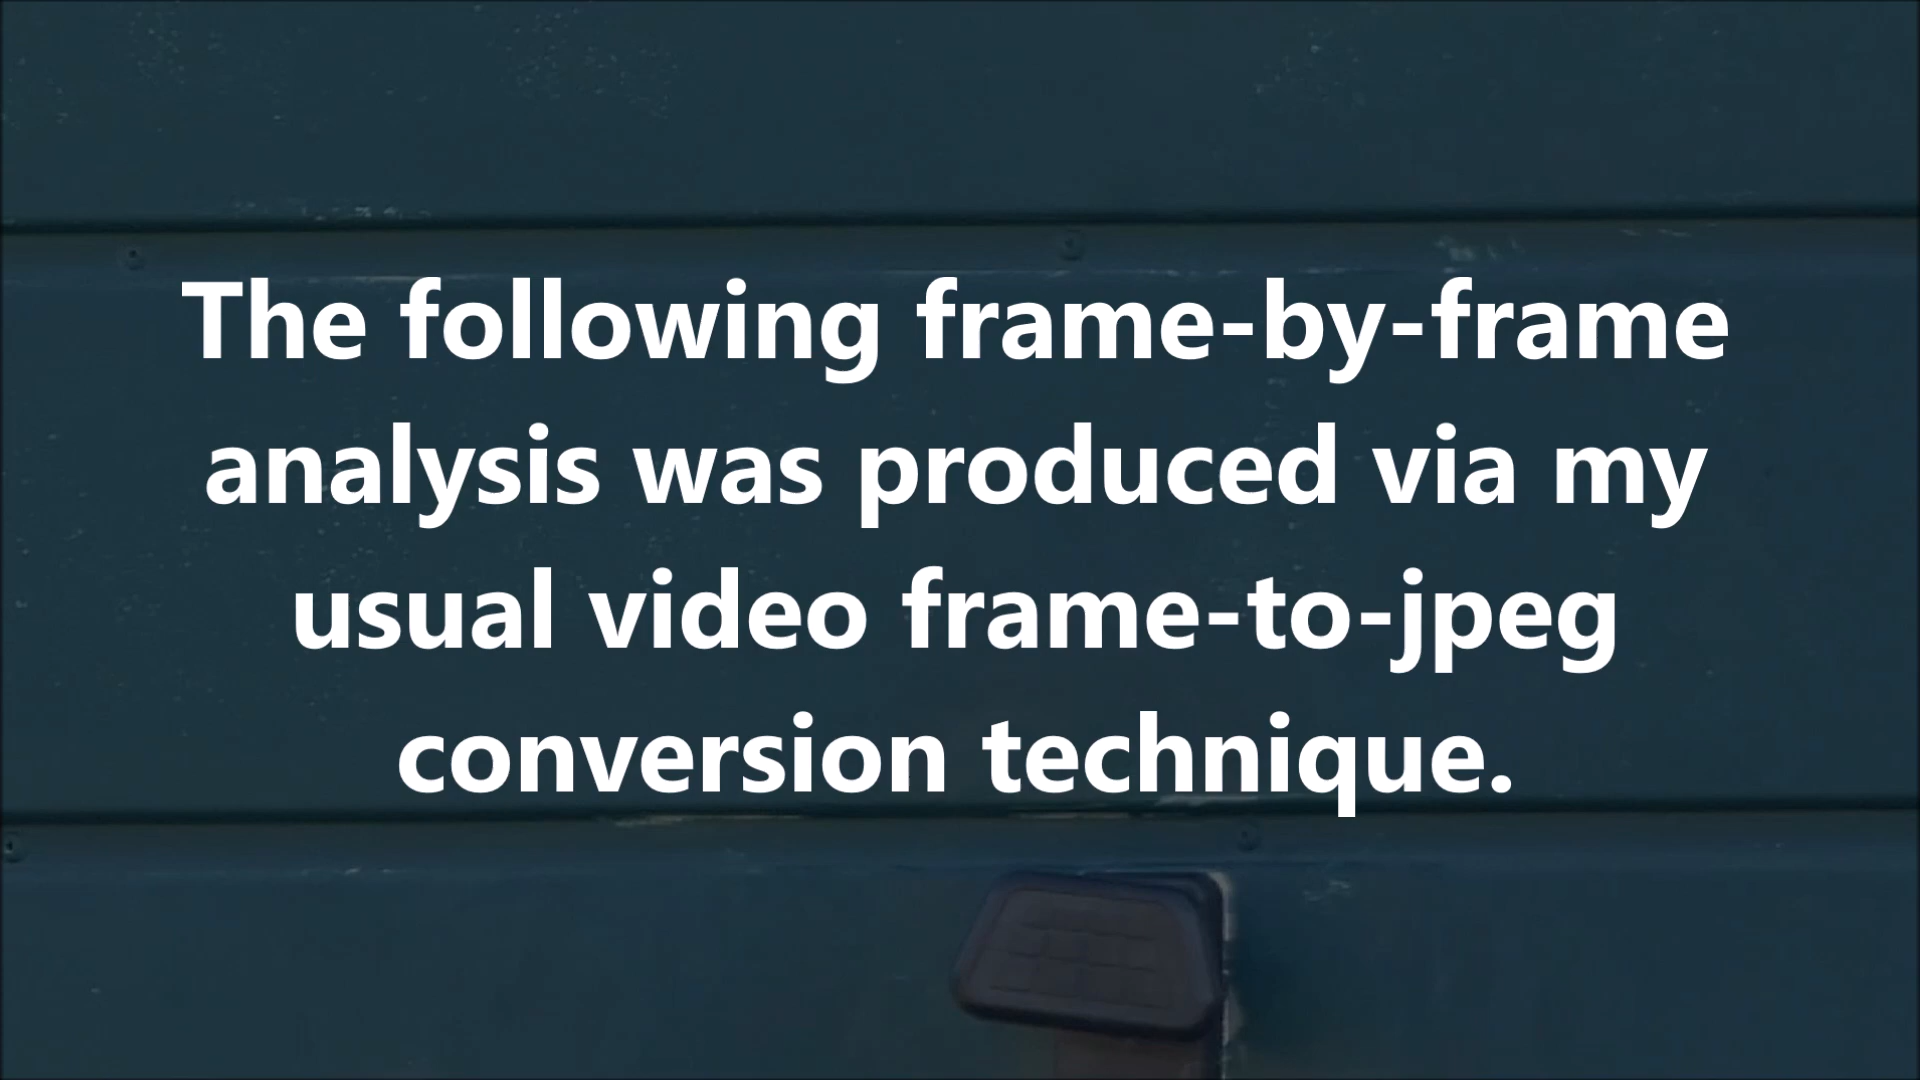 The following frame-by-frame
analysis was produced via my
usual video frame-to-jpeg
conversion technique.